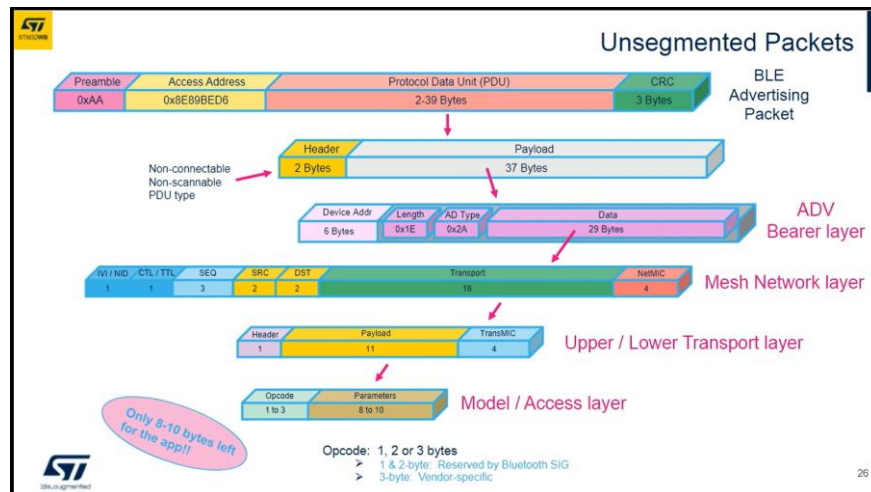 ST
STM32WB
Unsegmented Packets
Preamble
Access Address
Protocol Data Unit (PDU)
CRC
0xAA
0x8E89BED6
2-39 Bytes
3 Bytes
BLE
Advertising
Packet
Header
Payload
2 Bytes
37 Bytes
Non-connectable
Non-scannable
PDU type
Device Addr
Length
AD Type
Data
6 Bytes
0x1E
0x2A
29 Bytes
ADV
Bearer layer
IVI / NID
CTL / TTL
SEQ
SRC
DST
Transport
NetMIC
1
1
3
2
2
16
4
Mesh Network layer
Header
Payload
TransMIC
1
11
4
Upper / Lower Transport layer
Opcode
Parameters
1 to 3
8 to 10
Model / Access layer
Only 8-10 bytes left
for the app!!
Opcode: 1, 2 or 3 bytes
➢ 1 & 2-byte: Reserved by Bluetooth SIG
➢ 3-byte: Vendor-specific
ST
life.augmented
26